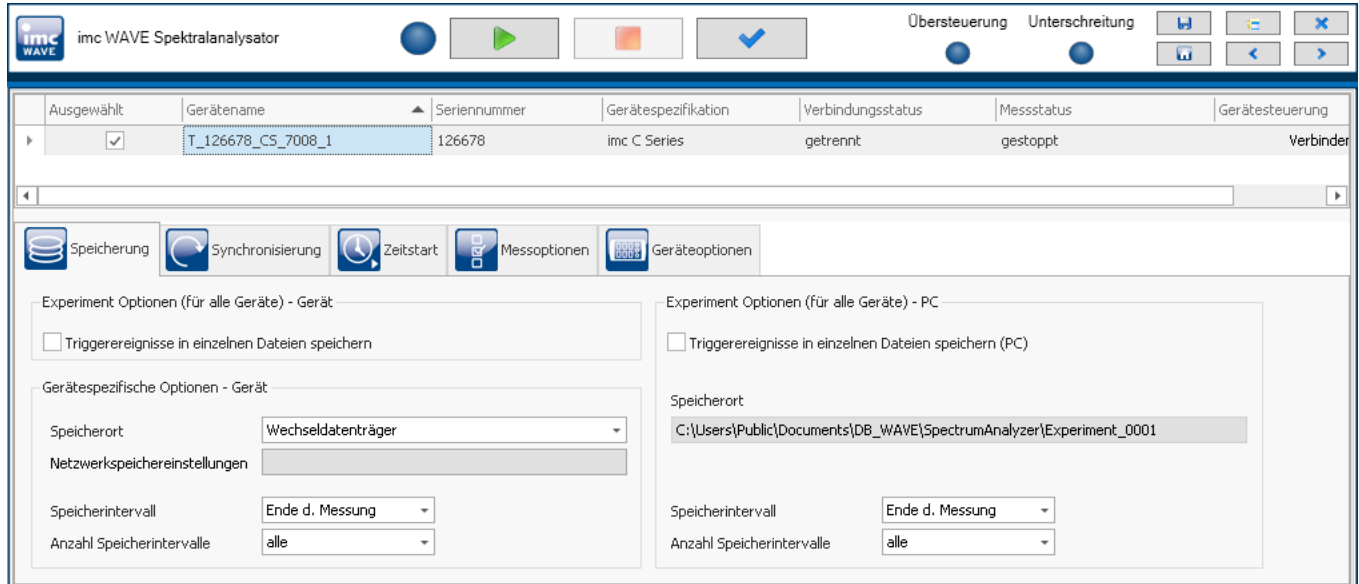 imc WAVE
imc WAVE Spektralanalysator
Übersteuerung Unterschreitung
Ausgewählt Gerätename Seriennummer Gerätespezifikation Verbindungsstatus Messstatus Gerätesteuerung
T_126678_CS_7008_1 126678 imc C Series getrennt gestoppt Verbinden
Speicherung Synchronisierung Zeitstart Messoptionen Geräteoptionen
Experiment Optionen (für alle Geräte) - Gerät
Triggerereignisse in einzelnen Dateien speichern
Gerätespezifische Optionen - Gerät
Speicherort Wechseldatenträger
Netzwerkspeichereinstellungen
Speicherintervall Ende d. Messung
Anzahl Speicherintervalle alle
Experiment Optionen (für alle Geräte) - PC
Triggerereignisse in einzelnen Dateien speichern (PC)
Speicherort
C:\Users\Public\Documents\DB_WAVE\SpectrumAnalyzer\Experiment_0001
Speicherintervall Ende d. Messung
Anzahl Speicherintervalle alle